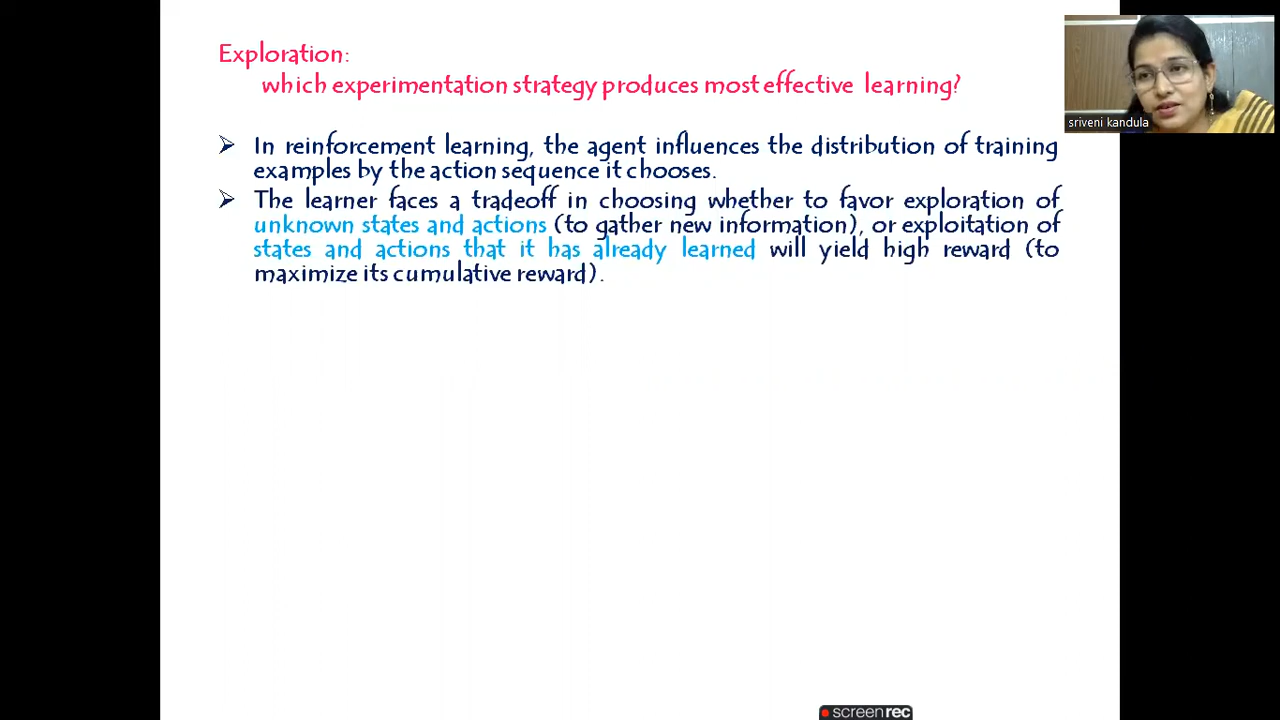 Exploration:
which experimentation strategy produces most effective learning?
sriveni kandula
➢ In reinforcement learning, the agent influences the distribution of training
examples by the action sequence it chooses.
➢ The learner faces a tradeoff in choosing whether to favor exploration of
unknown states and actions (to gather new information), or exploitation of
states and actions that it has already learned will yield high reward (to
maximize its cumulative reward).
screenrec